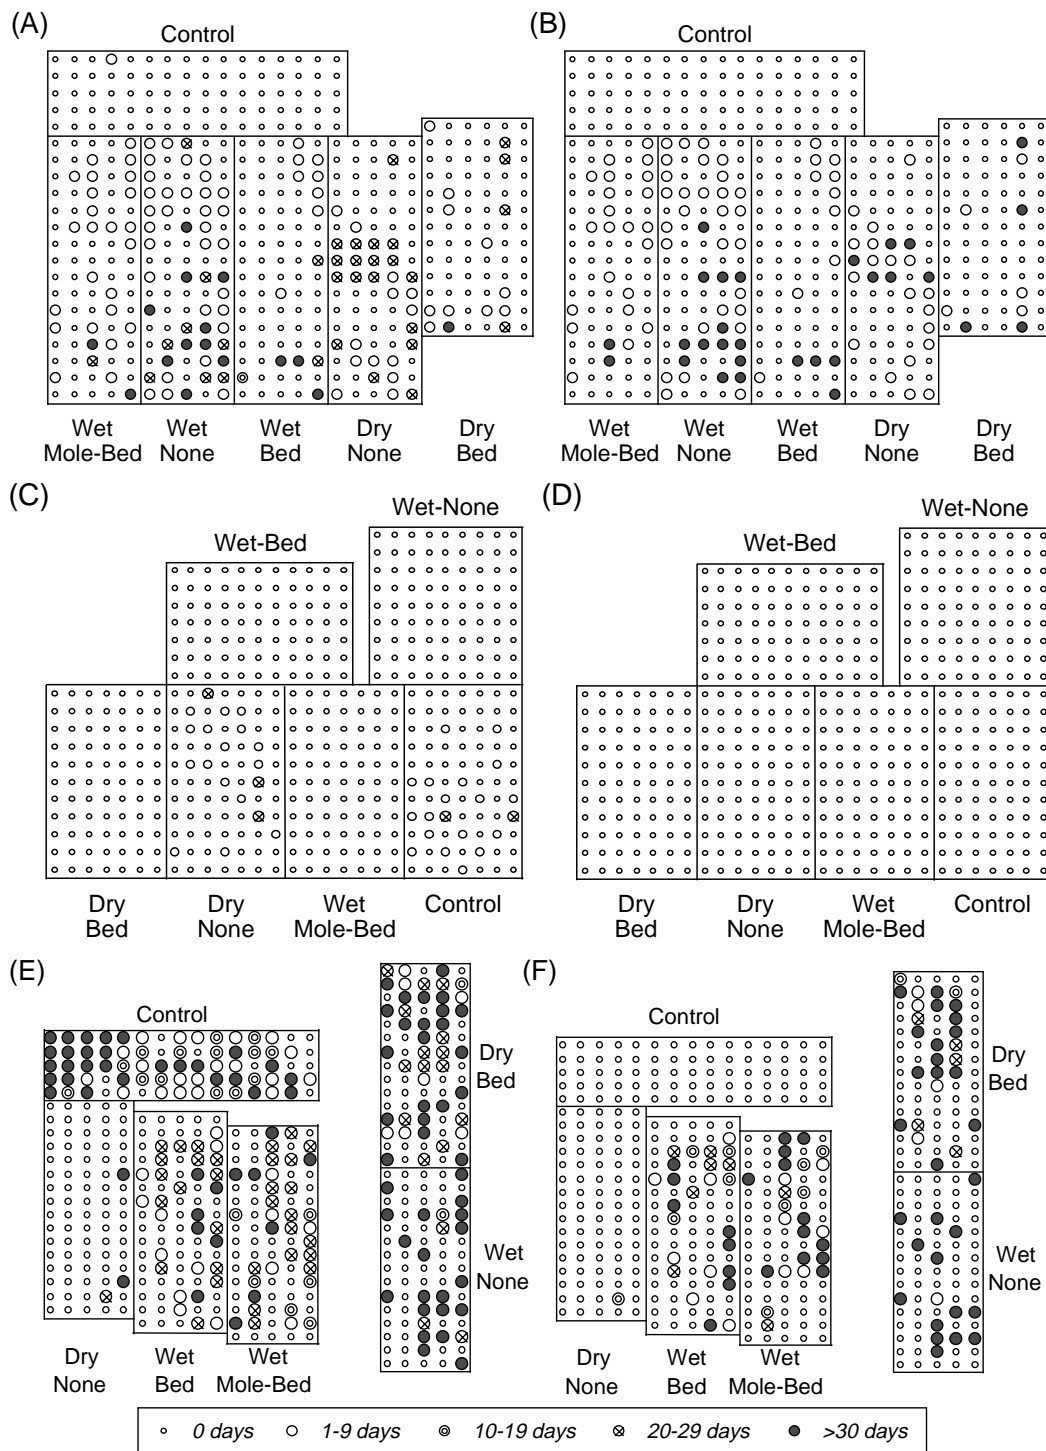 (A)
Control
Wet
Mole-Bed
Wet
None
Wet
Bed
Dry
None
Dry
Bed
(B)
Control
Wet
Mole-Bed
Wet
None
Wet
Bed
Dry
None
Dry
Bed
(C)
Wet-None
Wet-Bed
Dry
Bed
Dry
None
Wet
Mole-Bed
Control
(D)
Wet-None
Wet-Bed
Dry
Bed
Dry
None
Wet
Mole-Bed
Control
(E)
Control
Dry
Bed
Wet
None
Dry
None
Wet
Bed
Wet
Mole-Bed
(F)
Control
Dry
Bed
Wet
None
Dry
None
Wet
Bed
Wet
Mole-Bed
0 days 1-9 days 10-19 days 20-29 days >30 days